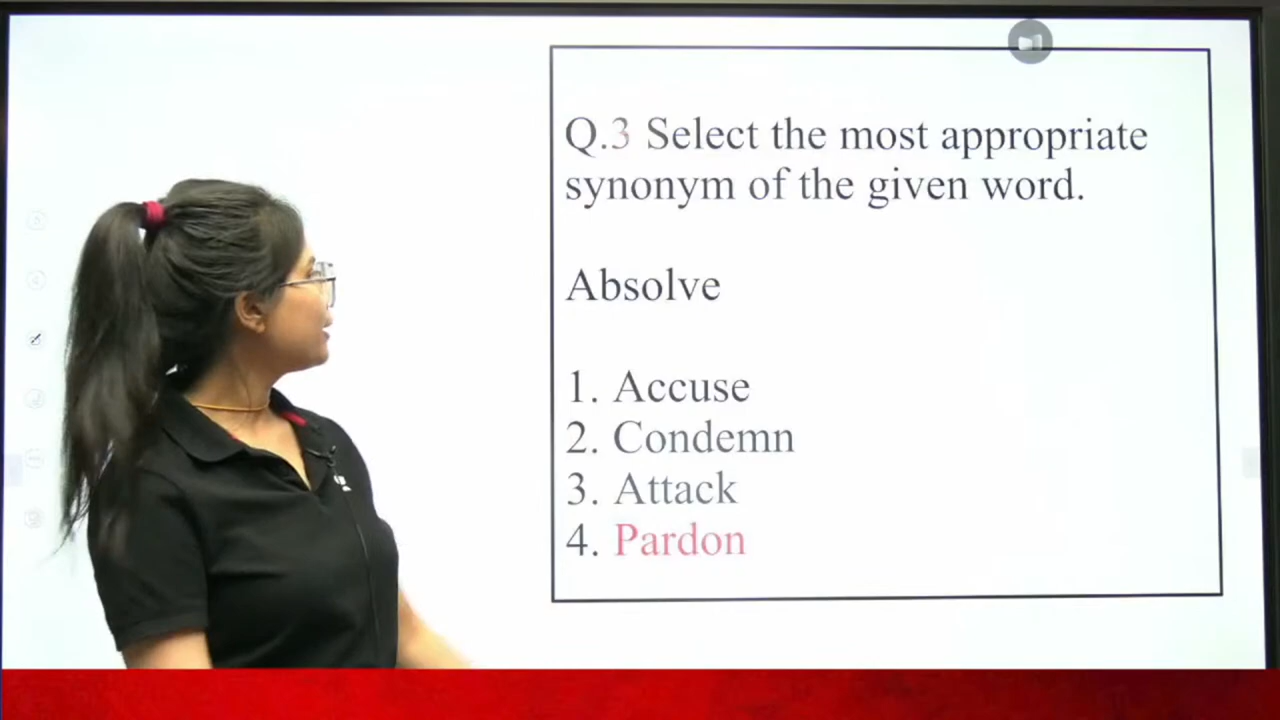 Q.3 Select the most appropriate
synonym of the given word.
Absolve
1. Accuse
2. Condemn
3. Attack
4. Pardon